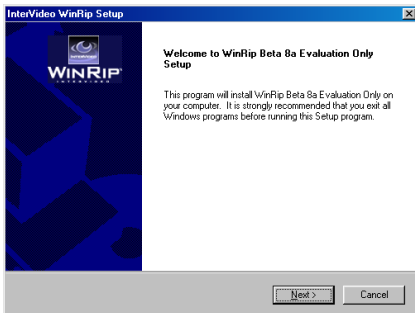 InterVideo WinRip Setup
WINRIP
INTERVIDEO
Welcome to WinRip Beta 8a Evaluation Only
Setup
This program will install WinRip Beta 8a Evaluation Only on
your computer. It is strongly recommended that you exit all
Windows programs before running this Setup program.
Next >
Cancel